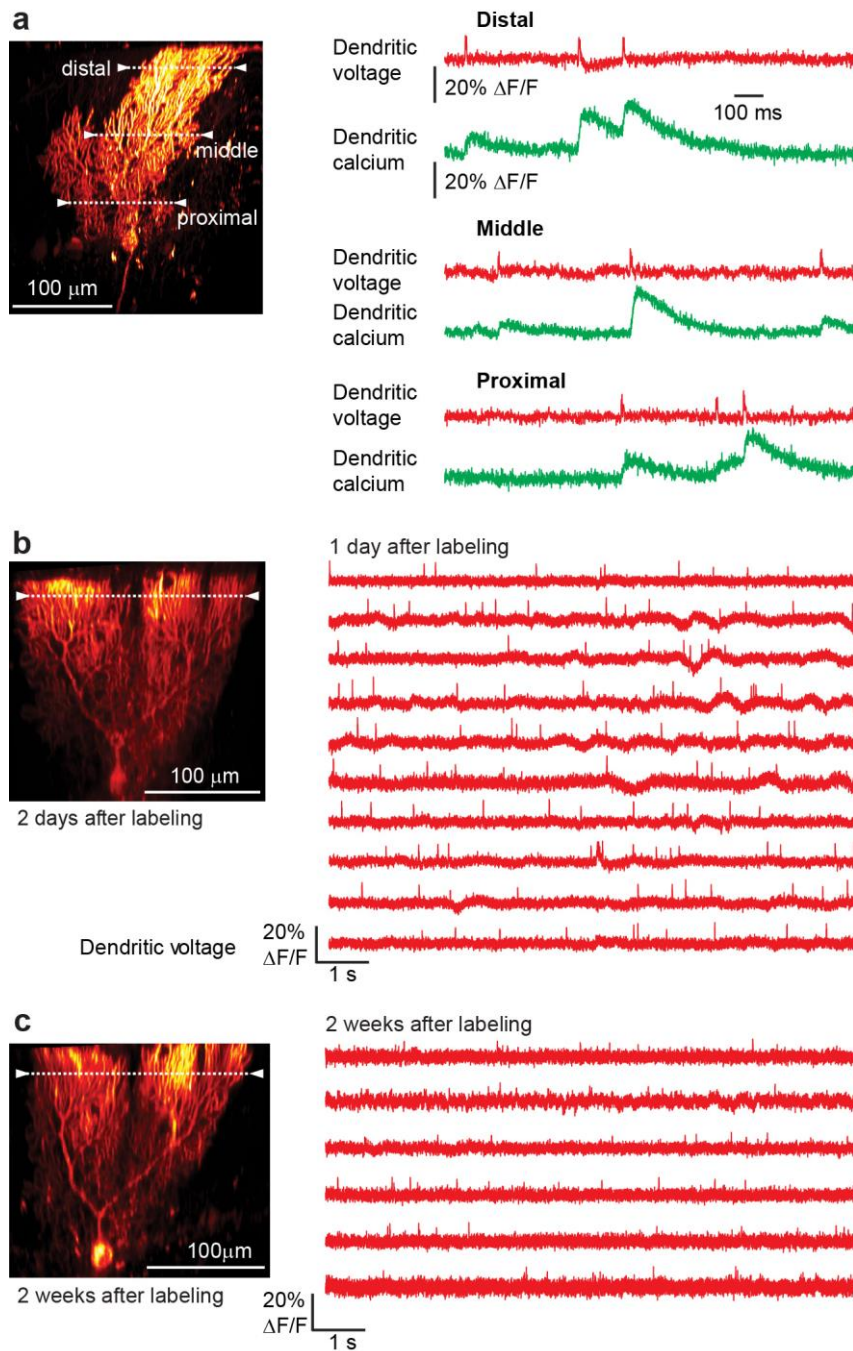 a
distal
middle
proximal
100 μm
Distal
Dendritic
voltage
20% ΔF/F
100 ms
Dendritic
calcium
20% ΔF/F
Middle
Dendritic
voltage
Dendritic
calcium
Proximal
Dendritic
voltage
Dendritic
calcium
b
100 μm
2 days after labeling
1 day after labeling
Dendritic voltage
20%
ΔF/F
1 s
c
100μm
2 weeks after labeling
2 weeks after labeling
20%
ΔF/F
1 s